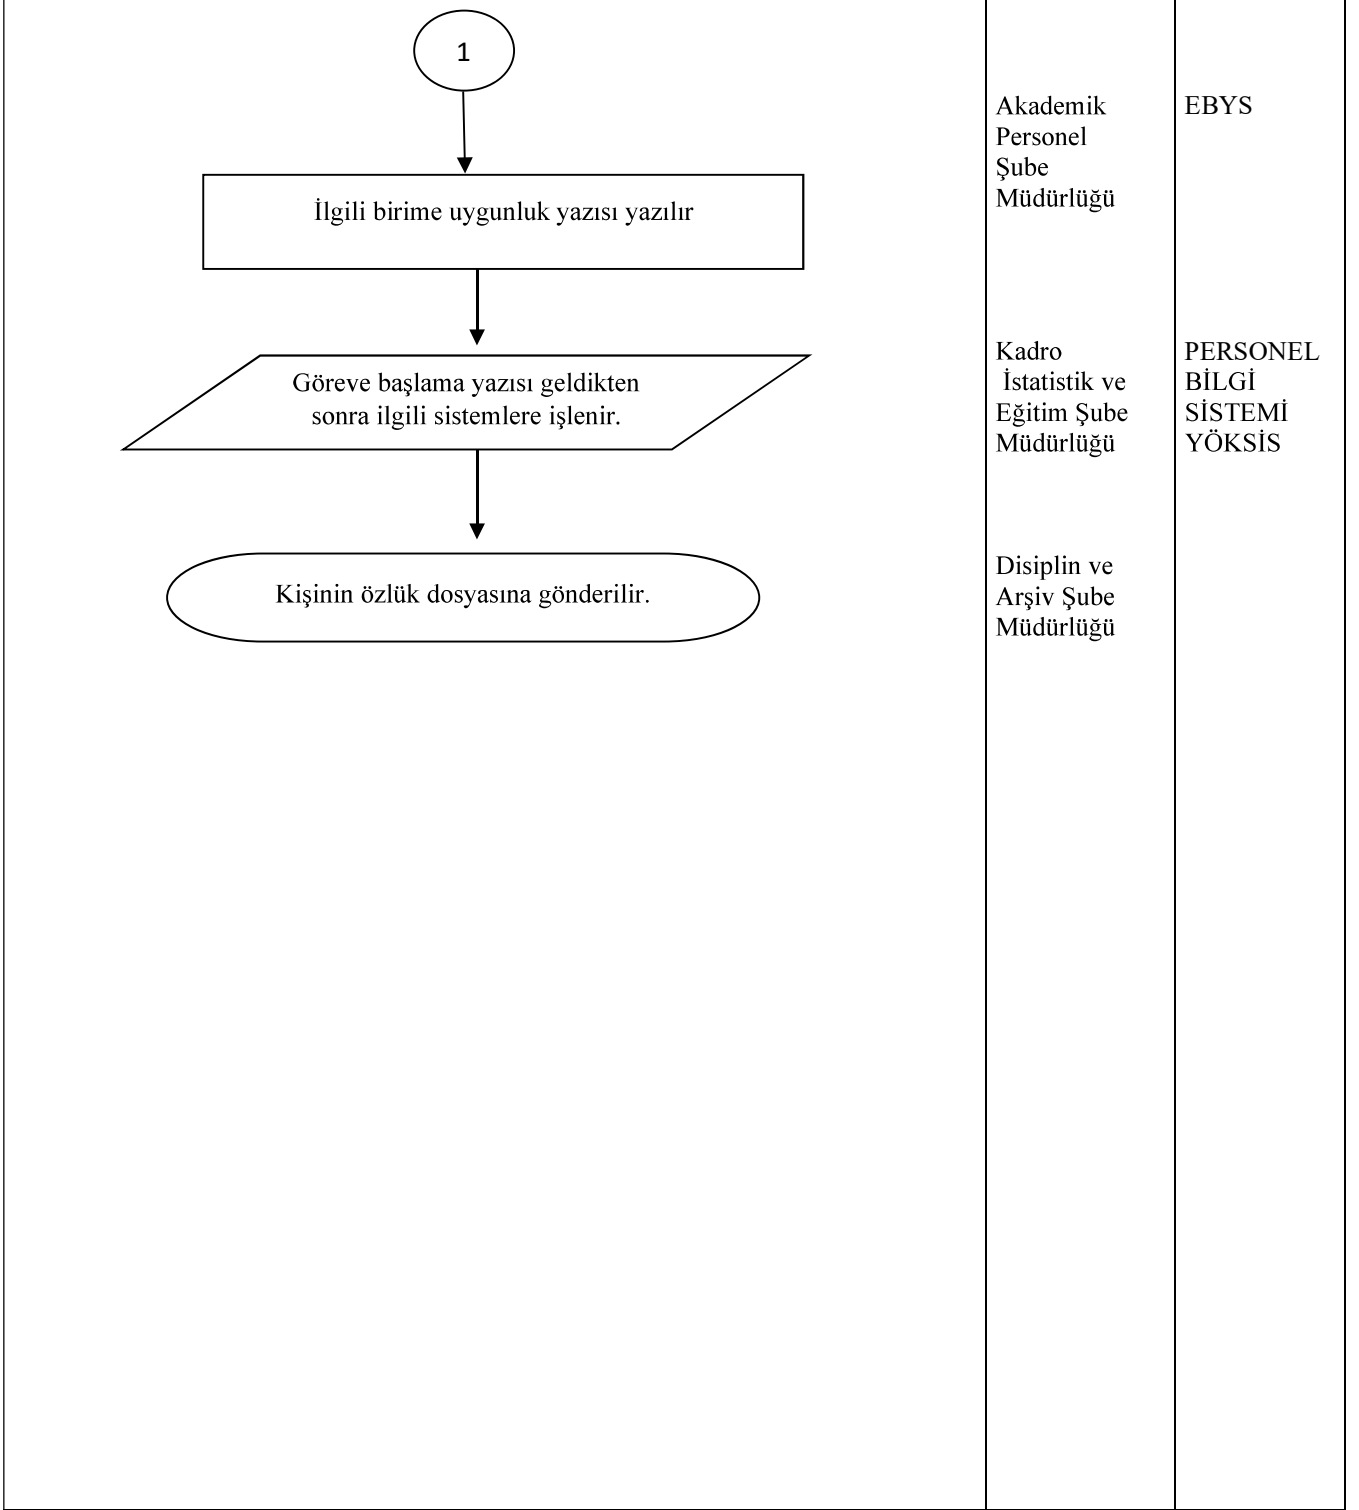 1
Akademik
Personel
Şube
Müdürlüğü
EBYS
İlgili birime uygunluk yazısı yazılır
Kadro
İstatistik ve
Eğitim Şube
Müdürlüğü
PERSONEL
BİLGİ
SİSTEMİ
YÖKSİS
Göreve başlama yazısı geldikten
sonra ilgili sistemlere işlenir.
Disiplin ve
Arşiv Şube
Müdürlüğü
Kişinin özlük dosyasına gönderilir.